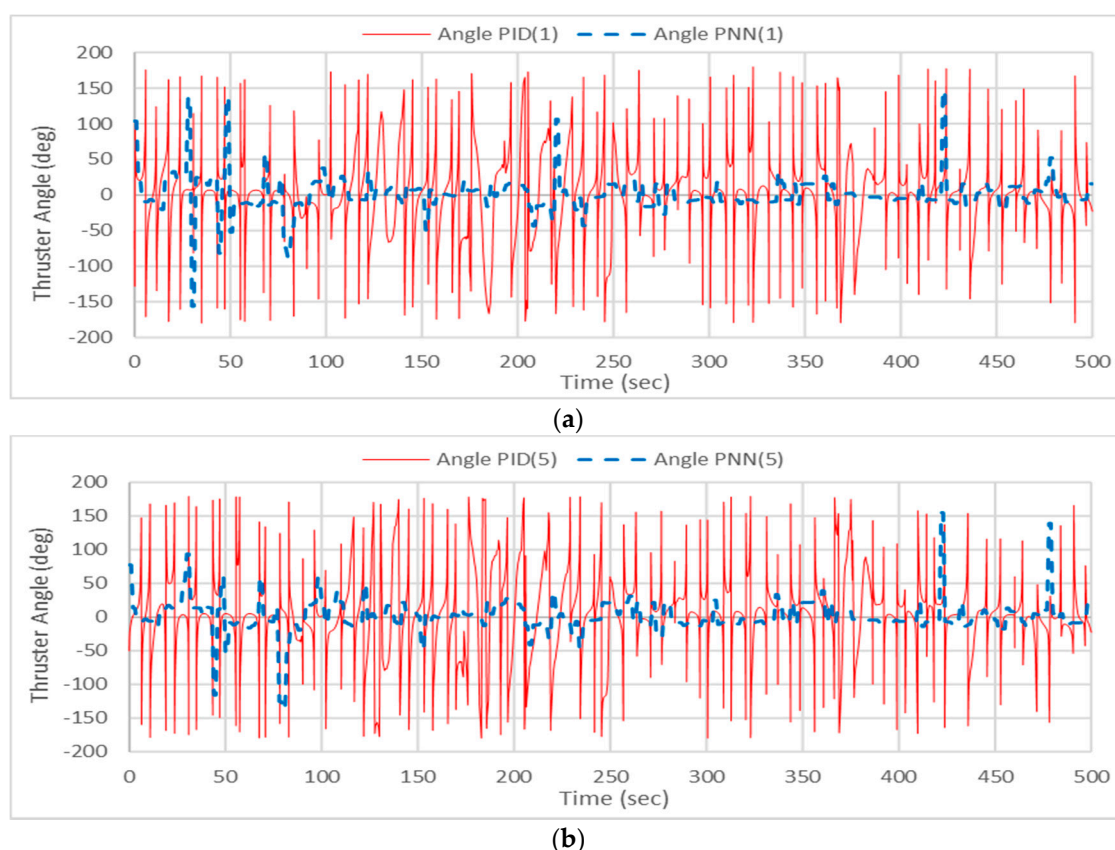 Angle PID(1) Angle PNN(1)
Thruster Angle (deg)
200
150
100
50
0
-50
-100
-150
-200
0 50 100 150 200 250 300 350 400 450 500
Time (sec)
(a)
Angle PID(5) Angle PNN(5)
Thruster Angle (deg)
200
150
100
50
0
-50
-100
-150
-200
0 50 100 150 200 250 300 350 400 450 500
Time (sec)
(b)